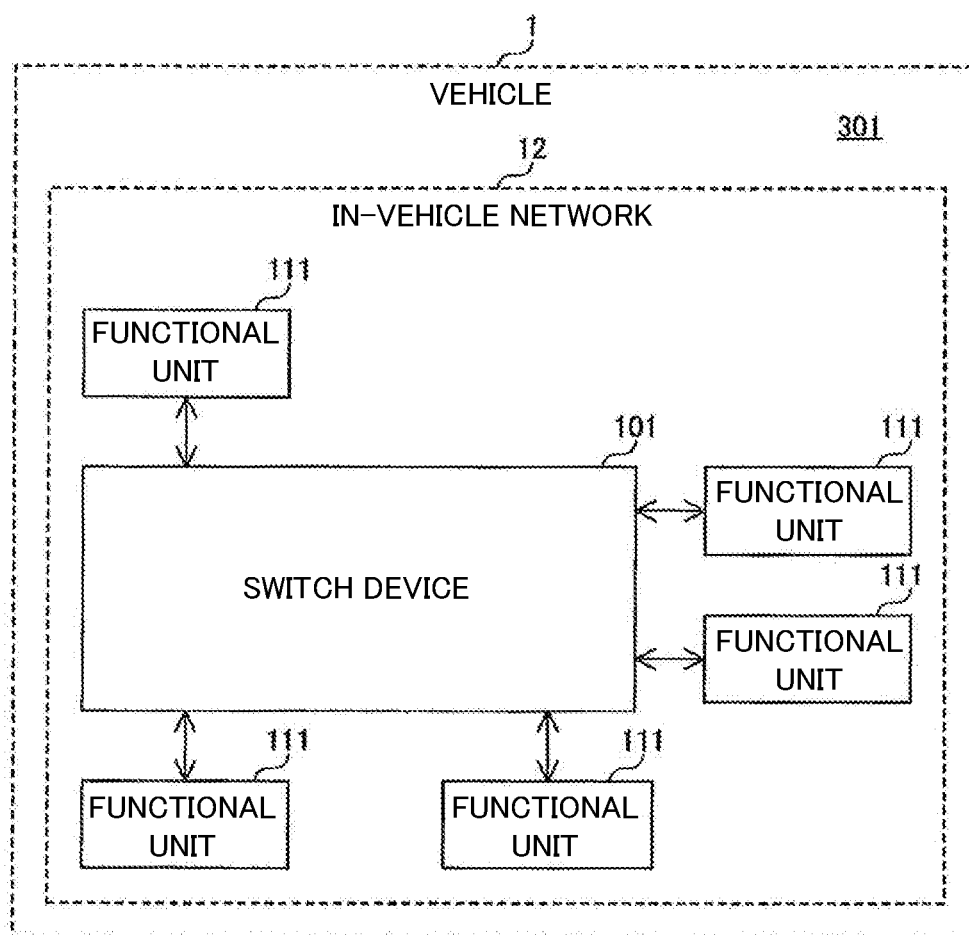 1
VEHICLE
301
12
IN-VEHICLE NETWORK
111
FUNCTIONAL
UNIT
101
111
FUNCTIONAL
UNIT
SWITCH DEVICE
111
FUNCTIONAL
UNIT
111
FUNCTIONAL
UNIT
111
FUNCTIONAL
UNIT